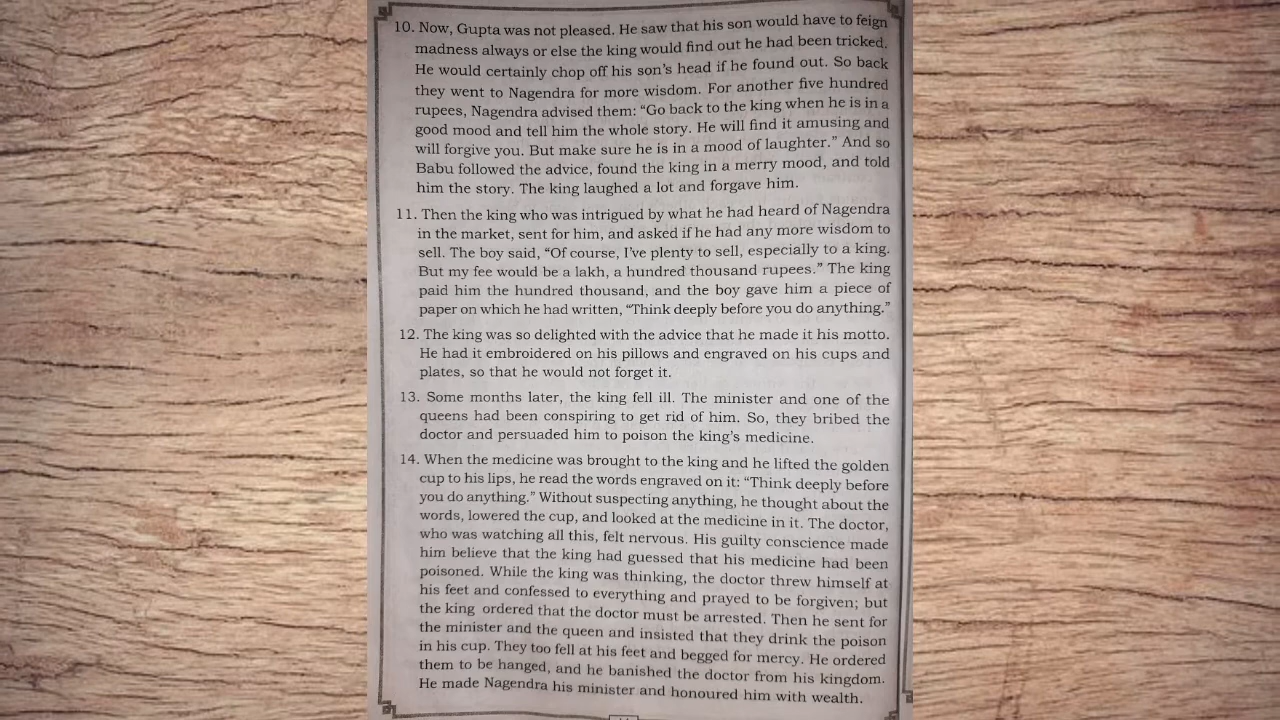 10. Now, Gupta was not pleased. He saw that his son would have to feign
madness always or else the king would find out he had been tricked.
He would certainly chop off his son's head if he found out. So back
they went to Nagendra for more wisdom. For another five hundred
rupees, Nagendra advised them: “Go back to the king when he is in a
good mood and tell him the whole story. He will find it amusing and
will forgive you. But make sure he is in a mood of laughter.” And so
Babu followed the advice, found the king in a merry mood, and told
him the story. The king laughed a lot and forgave him.
11. Then the king who was intrigued by what he had heard of Nagendra
in the market, sent for him, and asked if he had any more wisdom to
sell. The boy said, “Of course, I've plenty to sell, especially to a king.
But my fee would be a lakh, a hundred thousand rupees.” The king
paid him the hundred thousand, and the boy gave him a piece of
paper on which he had written, “Think deeply before you do anything.”
12. The king was so delighted with the advice that he made it his motto.
He had it embroidered on his pillows and engraved on his cups and
plates, so that he would not forget it.
13. Some months later, the king fell ill. The minister and one of the
queens had been conspiring to get rid of him. So, they bribed the
doctor and persuaded him to poison the king's medicine.
14. When the medicine was brought to the king and he lifted the golden
cup to his lips, he read the words engraved on it: “Think deeply before
you do anything.” Without suspecting anything, he thought about the
words, lowered the cup, and looked at the medicine in it. The doctor,
who was watching all this, felt nervous. His guilty conscience made
him believe that the king had guessed that his medicine had been
poisoned. While the king was thinking, the doctor threw himself at
his feet and confessed to everything and prayed to be forgiven; but
the king ordered that the doctor must be arrested. Then he sent for
the minister and the queen and insisted that they drink the poison
in his cup. They too fell at his feet and begged for mercy. He ordered
them to be hanged, and he banished the doctor from his kingdom.
He made Nagendra his minister and honoured him with wealth.